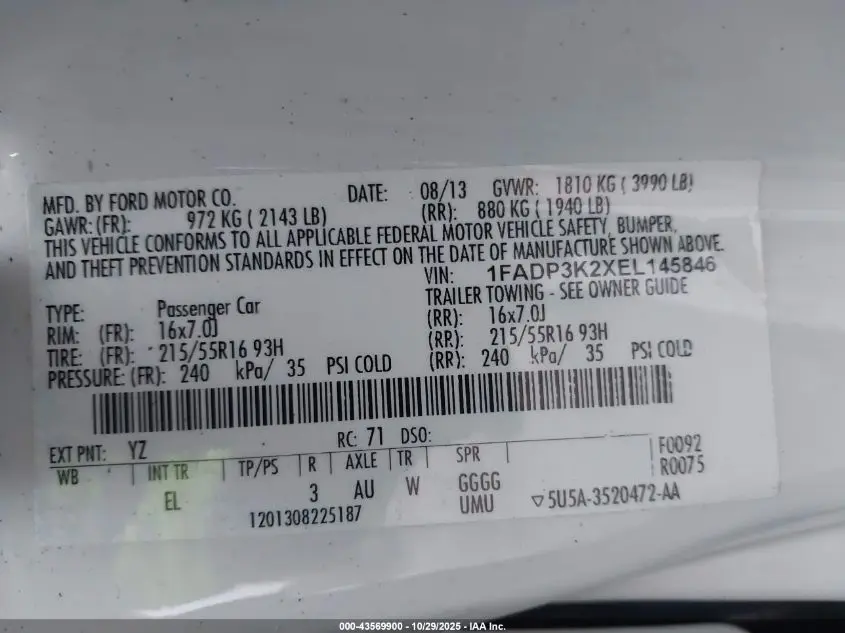 MFD. BY FORD MOTOR CO. DATE: 08/13 GVWR: 1810 KG ( 3990 LB)
GAWR: (FR): 972 KG ( 2143 LB) (RR): 880 KG ( 1940 LB)
THIS VEHICLE CONFORMS TO ALL APPLICABLE FEDERAL MOTOR VEHICLE SAFETY, BUMPER,
AND THEFT PREVENTION STANDARDS IN EFFECT ON THE DATE OF MANUFACTURE SHOWN ABOVE.
VIN: 1FADP3K2XEL145846
TYPE: Passenger Car TRAILER TOWING - SEE OWNER GUIDE
RIM: (FR): 16x7.0J (RR): 16x7.0J
TIRE: (FR): 215/55R16 93H (RR): 215/55R16 93H
PRESSURE: (FR): 240 kPa/ 35 PSI COLD (RR): 240 kPa/ 35 PSI COLD
EXT PNT: YZ RC: 71 DSO: F0092
WB INT TR TP/PS R AXLE TR SPR R0075
EL 3 AU W GGGG
1201308225187 UMU ▽5U5A-3520472-AA
000-43569900 - 10/29/2025 - IAA Inc.